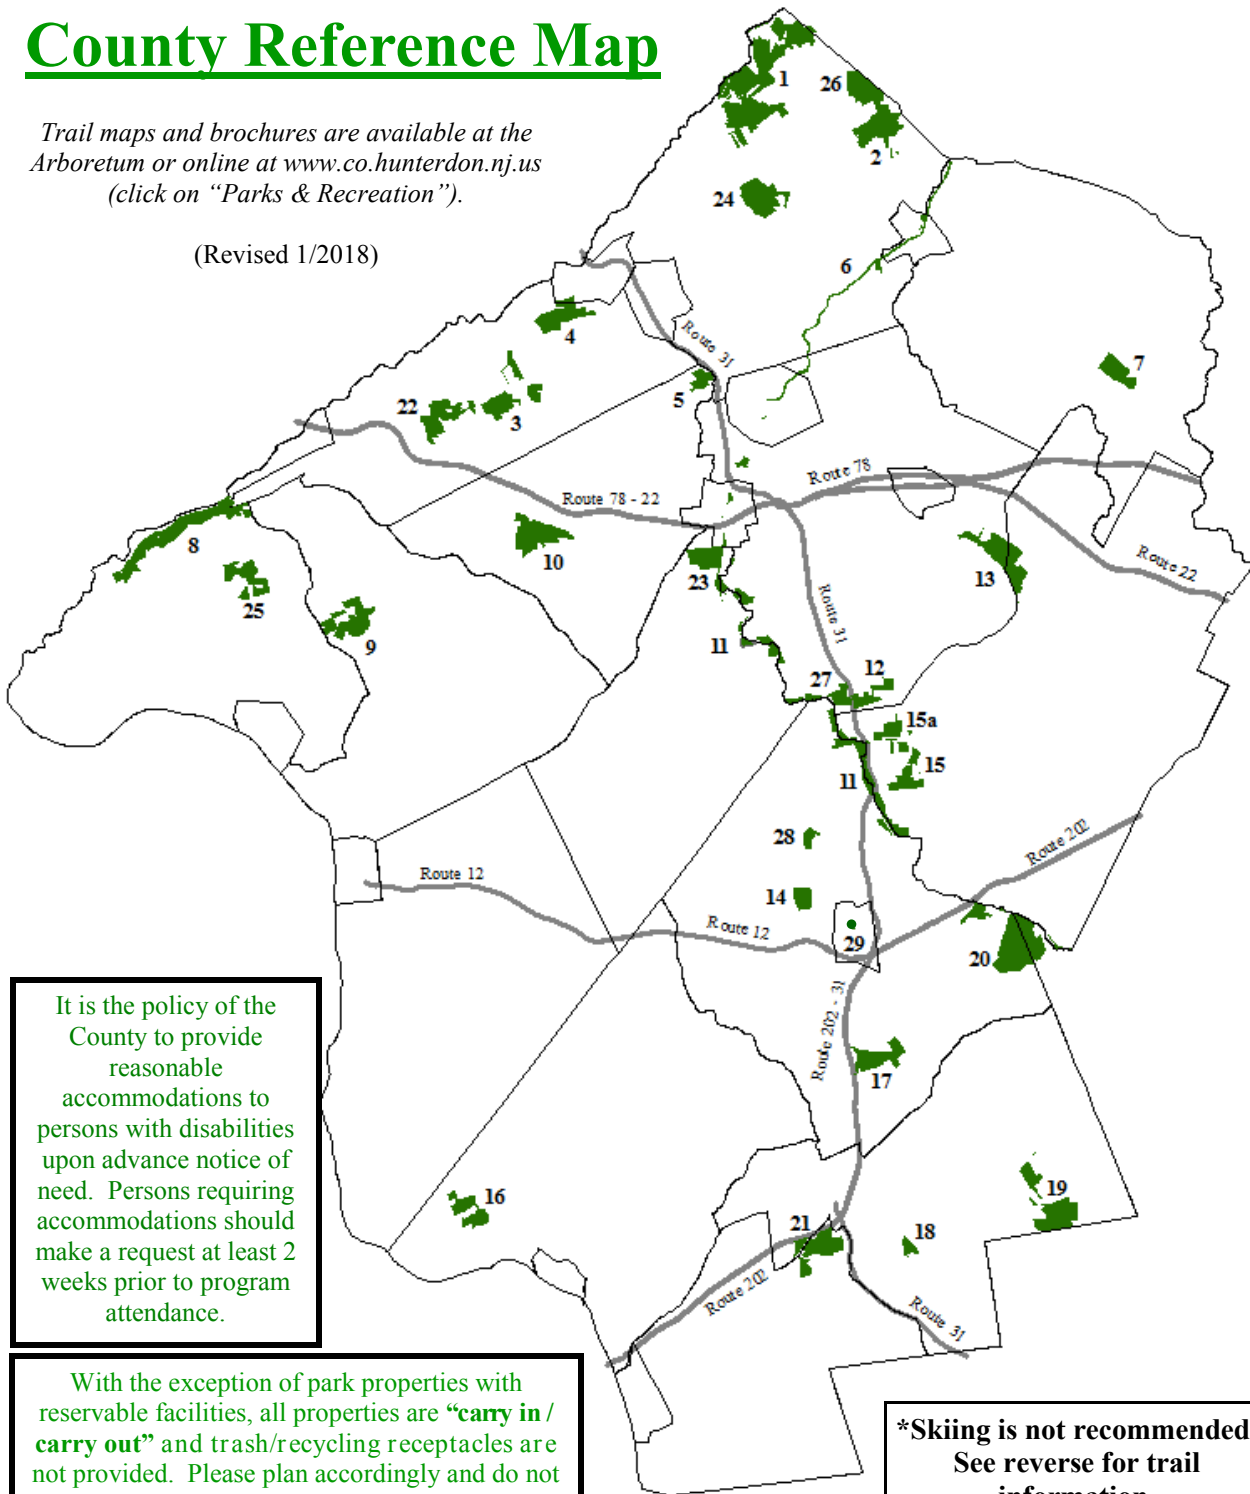 County Reference Map
Trail maps and brochures are available at the
Arboretum or online at www.co.hunterdon.nj.us
(click on “Parks & Recreation”).
(Revised 1/2018)
1
26
2
24
6
4
Route 31
7
5
22
3
Route 78
Route 78 - 22
8
10
13
Route 22
23
25
9
Route 31
11
27
12
15a
15
11
28
Route 202
Route 12
14
Route 12
29
20
Route 202 - 31
17
16
19
21
18
Route 202
Route 31
It is the policy of the
County to provide
reasonable
accommodations to
persons with disabilities
upon advance notice of
need. Persons requiring
accommodations should
make a request at least 2
weeks prior to program
attendance.
With the exception of park properties with
reservable facilities, all properties are “carry in /
carry out” and trash/recycling receptacles are
not provided. Please plan accordingly and do not
*Skiing is not recommended
See reverse for trail
information